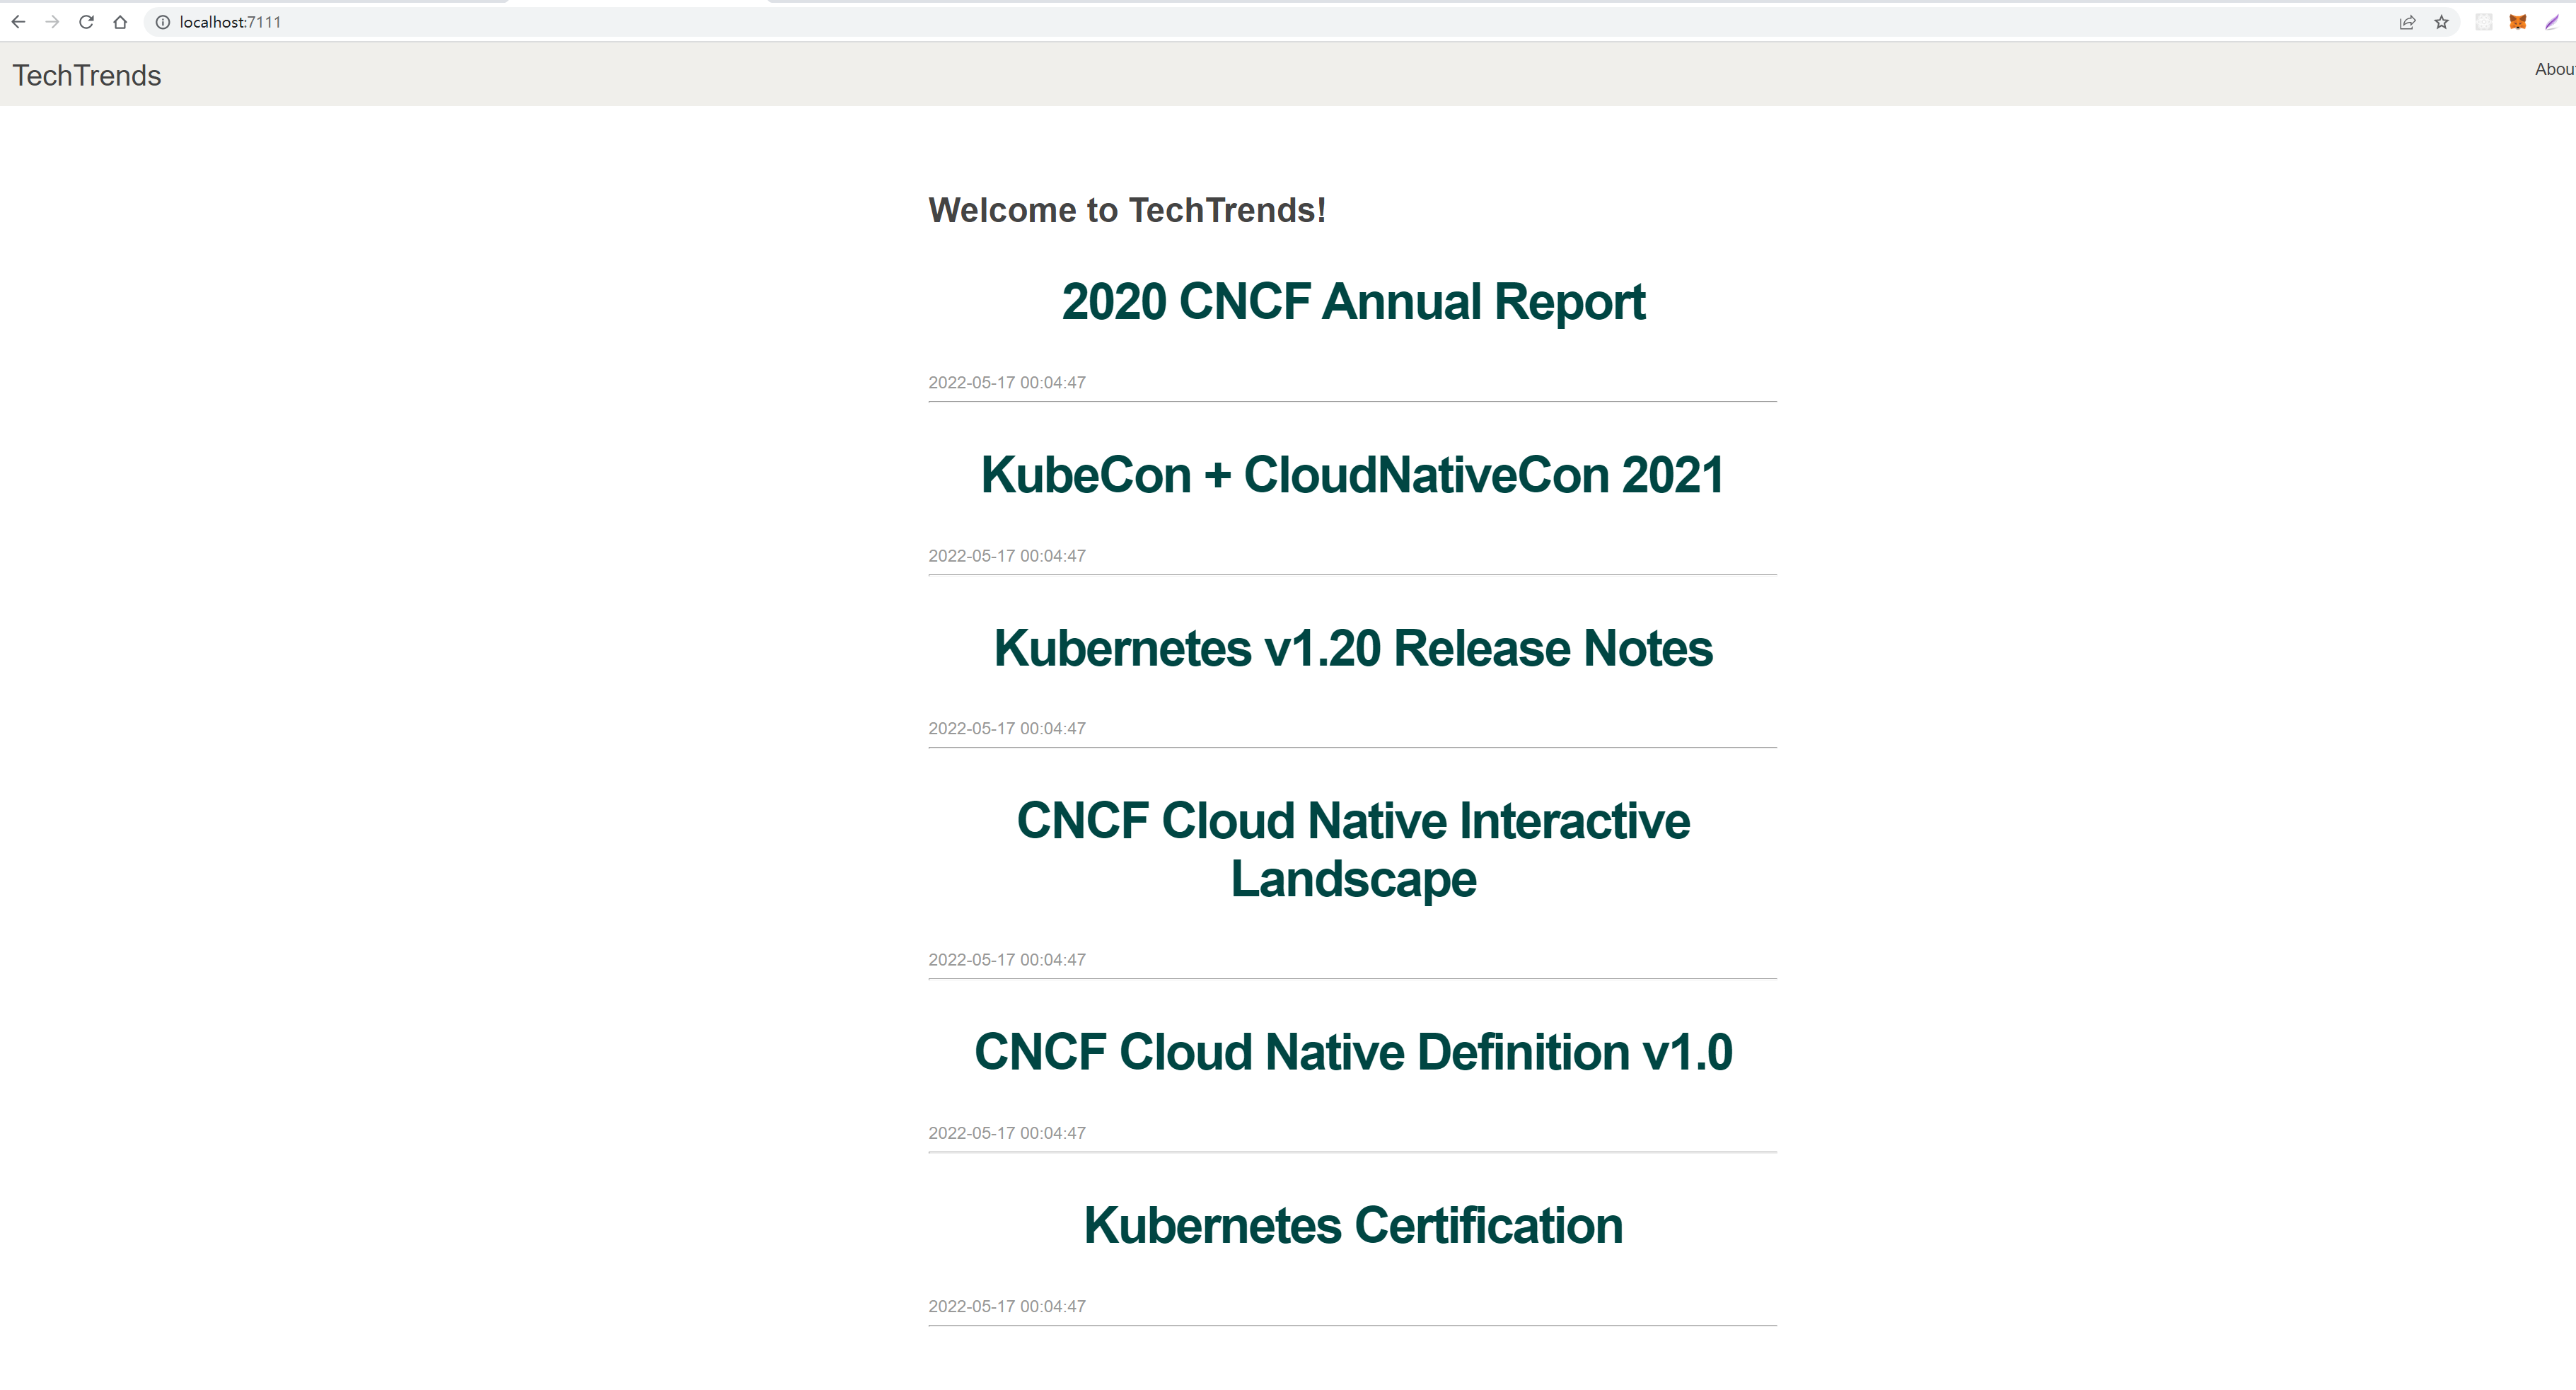 localhost:7111
TechTrends
Abou
Welcome to TechTrends!
2020 CNCF Annual Report
2022-05-17 00:04:47
KubeCon + CloudNativeCon 2021
2022-05-17 00:04:47
Kubernetes v1.20 Release Notes
2022-05-17 00:04:47
CNCF Cloud Native Interactive
Landscape
2022-05-17 00:04:47
CNCF Cloud Native Definition v1.0
2022-05-17 00:04:47
Kubernetes Certification
2022-05-17 00:04:47